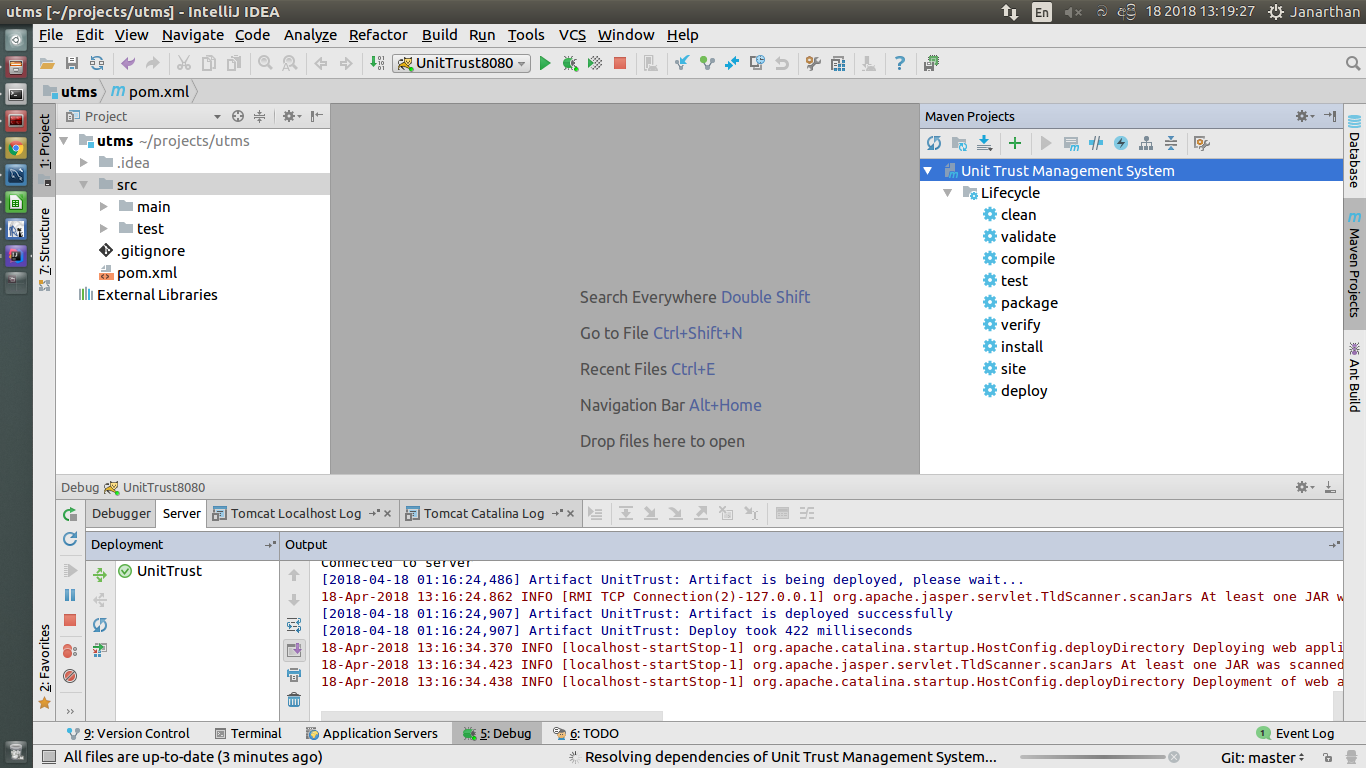 utms [~/projects/utms] - IntelliJ IDEA
En
18 2018 13:19:27
Janarthan
File Edit View Navigate Code Analyze Refactor Build Run Tools VCS Window Help
UnitTrust8080
utms
m pom.xml
1: Project
7: Structure
2: Favorites
Project
utms ~/projects/utms
.idea
src
main
test
.gitignore
pom.xml
External Libraries
Search Everywhere Double Shift
Go to File Ctrl+Shift+N
Recent Files Ctrl+E
Navigation Bar Alt+Home
Drop files here to open
Maven Projects
Unit Trust Management System
Lifecycle
clean
validate
compile
test
package
verify
install
site
deploy
Database
m Maven Projects
Ant Build
Debug UnitTrust8080
Debugger Server Tomcat Localhost Log Tomcat Catalina Log
Deployment
UnitTrust
Output
Connected to server
[2018-04-18 01:16:24,486] Artifact UnitTrust: Artifact is being deployed, please wait...
18-Apr-2018 13:16:24.862 INFO [RMI TCP Connection(2)-127.0.0.1] org.apache.jasper.servlet.TldScanner.scanJars At least one JAR w
[2018-04-18 01:16:24,907] Artifact UnitTrust: Artifact is deployed successfully
[2018-04-18 01:16:24,907] Artifact UnitTrust: Deploy took 422 milliseconds
18-Apr-2018 13:16:34.370 INFO [localhost-startStop-1] org.apache.catalina.startup.HostConfig.deployDirectory Deploying web appli
18-Apr-2018 13:16:34.423 INFO [localhost-startStop-1] org.apache.jasper.servlet.TldScanner.scanJars At least one JAR was scanned
18-Apr-2018 13:16:34.438 INFO [localhost-startStop-1] org.apache.catalina.startup.HostConfig.deployDirectory Deployment of web a
9: Version Control Terminal Application Servers 5: Debug 6: TODO
1 Event Log
All files are up-to-date (3 minutes ago)
Resolving dependencies of Unit Trust Management System...
Git: master